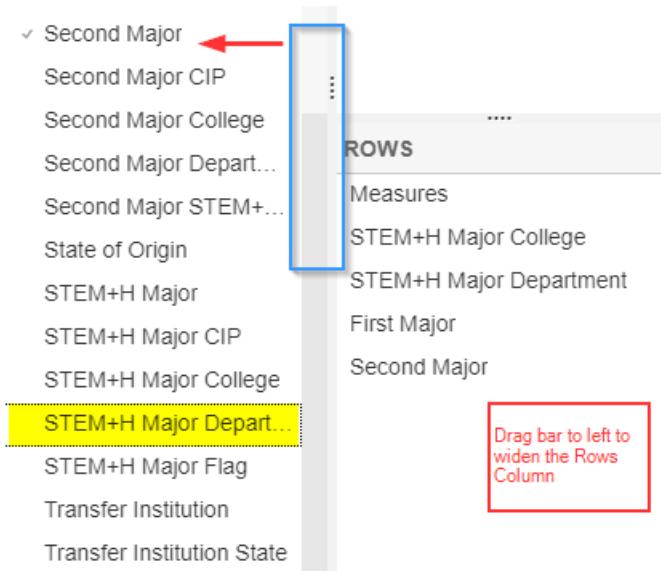 Second Major
Second Major CIP
Second Major College
Second Major Depart...
Second Major STEM+...
State of Origin
STEM+H Major
STEM+H Major CIP
STEM+H Major College
STEM+H Major Depart...
STEM+H Major Flag
Transfer Institution
Transfer Institution State
ROWS
Measures
STEM+H Major College
STEM+H Major Department
First Major
Second Major
Drag bar to left to
widen the Rows
Column